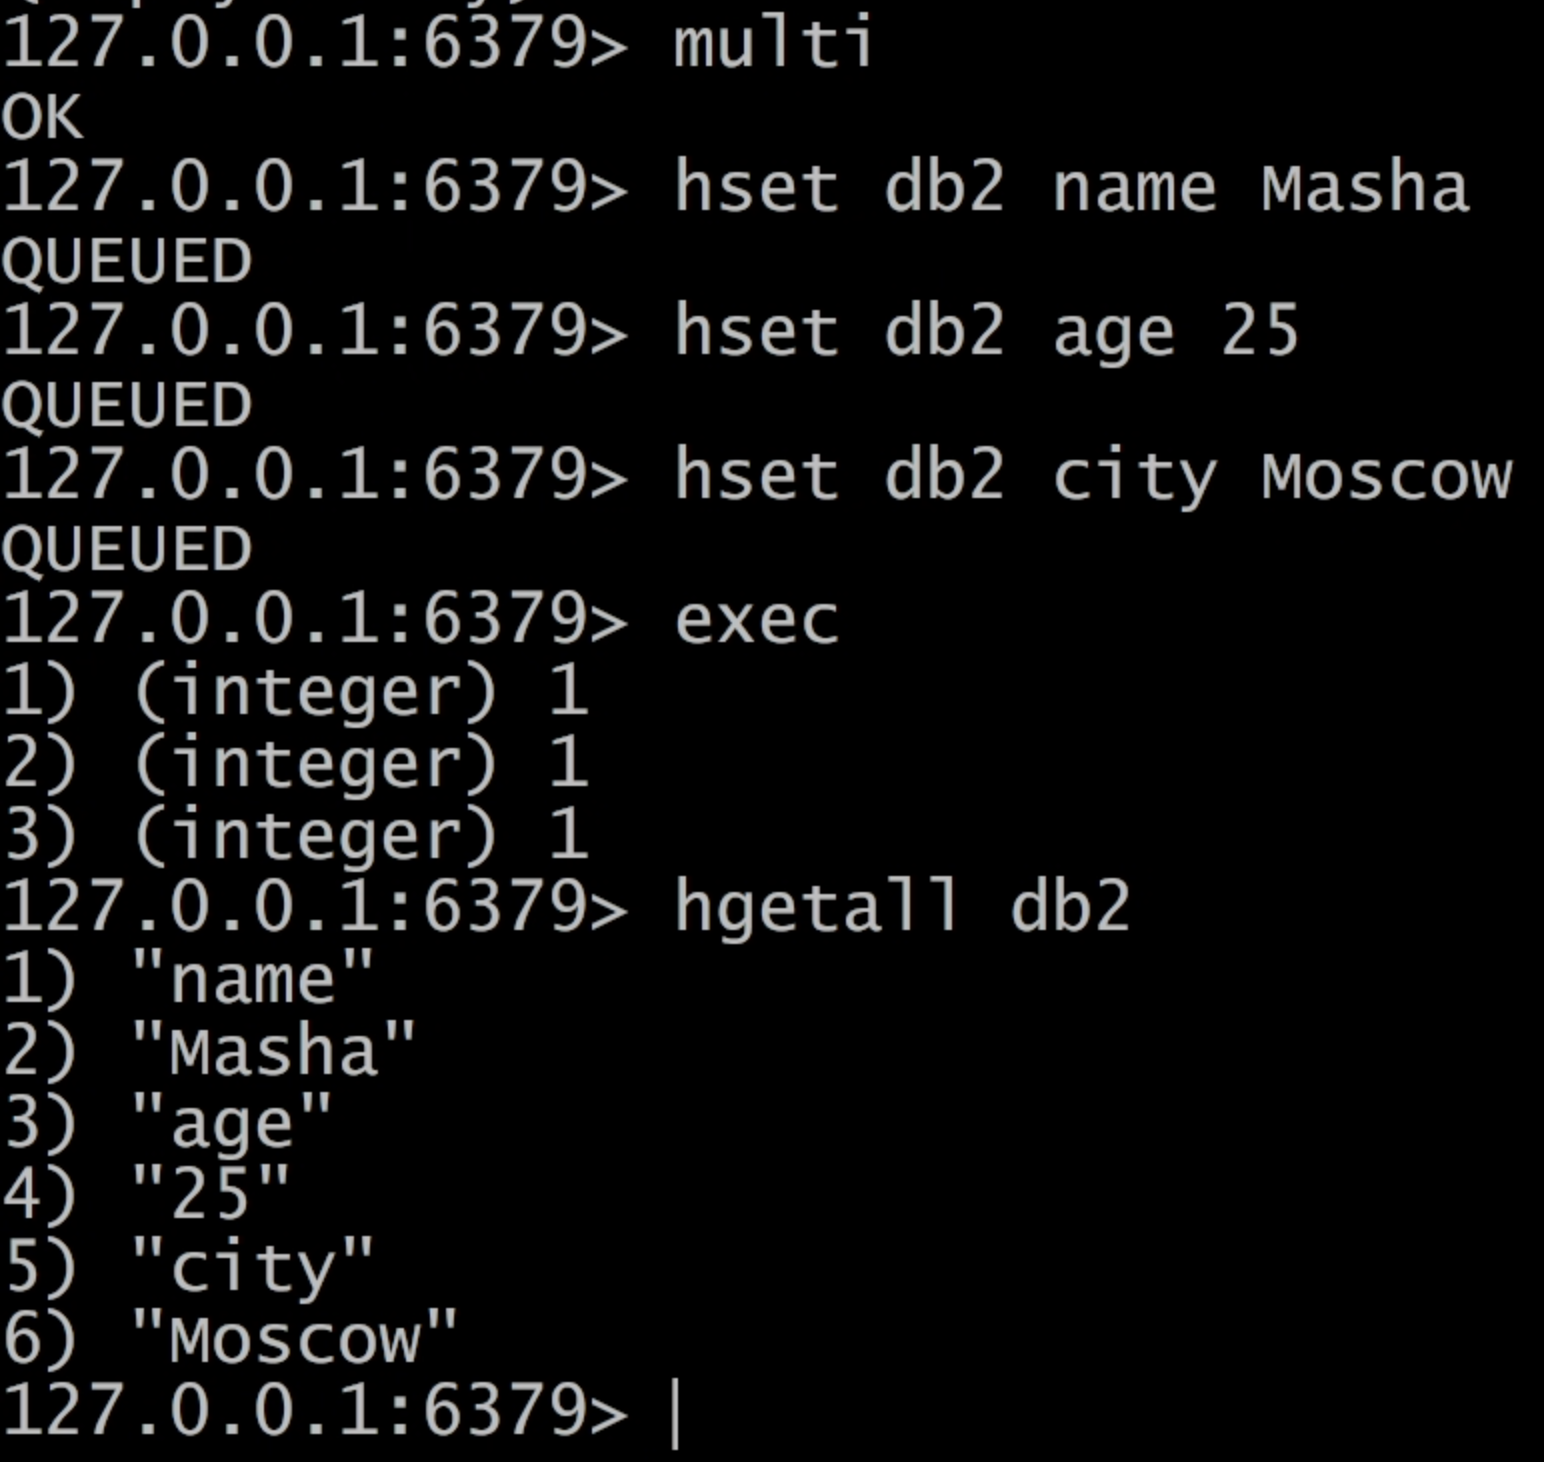 127.0.0.1:6379> multi
OK
127.0.0.1:6379> hset db2 name Masha
QUEUED
127.0.0.1:6379> hset db2 age 25
QUEUED
127.0.0.1:6379> hset db2 city Moscow
QUEUED
127.0.0.1:6379> exec
1) (integer) 1
2) (integer) 1
3) (integer) 1
127.0.0.1:6379> hgetall db2
1) "name"
2) "Masha"
3) "age"
4) "25"
5) "city"
6) "Moscow"
127.0.0.1:6379>